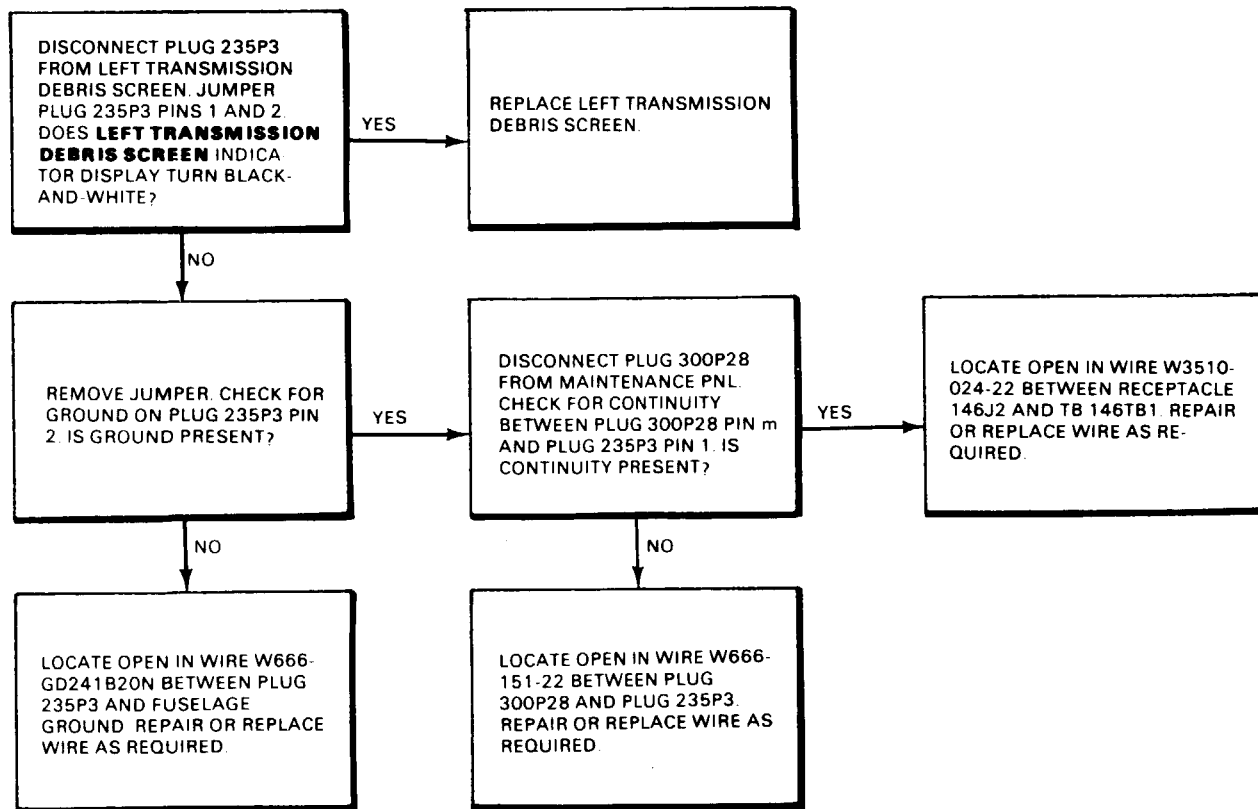 DISCONNECT PLUG 235P3
FROM LEFT TRANSMISSION
DEBRIS SCREEN. JUMPER
PLUG 235P3 PINS 1 AND 2.
DOES LEFT TRANSMISSION
DEBRIS SCREEN INDICA
TOR DISPLAY TURN BLACK-
AND-WHITE?
YES
REPLACE LEFT TRANSMISSION
DEBRIS SCREEN.
NO
REMOVE JUMPER. CHECK FOR
GROUND ON PLUG 235P3 PIN
2. IS GROUND PRESENT?
YES
DISCONNECT PLUG 300P28
FROM MAINTENANCE PNL.
CHECK FOR CONTINUITY
BETWEEN PLUG 300P28 PIN m
AND PLUG 235P3 PIN 1. IS
CONTINUITY PRESENT?
YES
LOCATE OPEN IN WIRE W3510-
024-22 BETWEEN RECEPTACLE
146J2 AND TB 146TB1. REPAIR
OR REPLACE WIRE AS RE-
QUIRED.
NO
LOCATE OPEN IN WIRE W666-
GD241B20N BETWEEN PLUG
235P3 AND FUSELAGE
GROUND REPAIR OR REPLACE
WIRE AS REQUIRED.
NO
LOCATE OPEN IN WIRE W666-
151-22 BETWEEN PLUG
300P28 AND PLUG 235P3.
REPAIR OR REPLACE WIRE AS
REQUIRED.